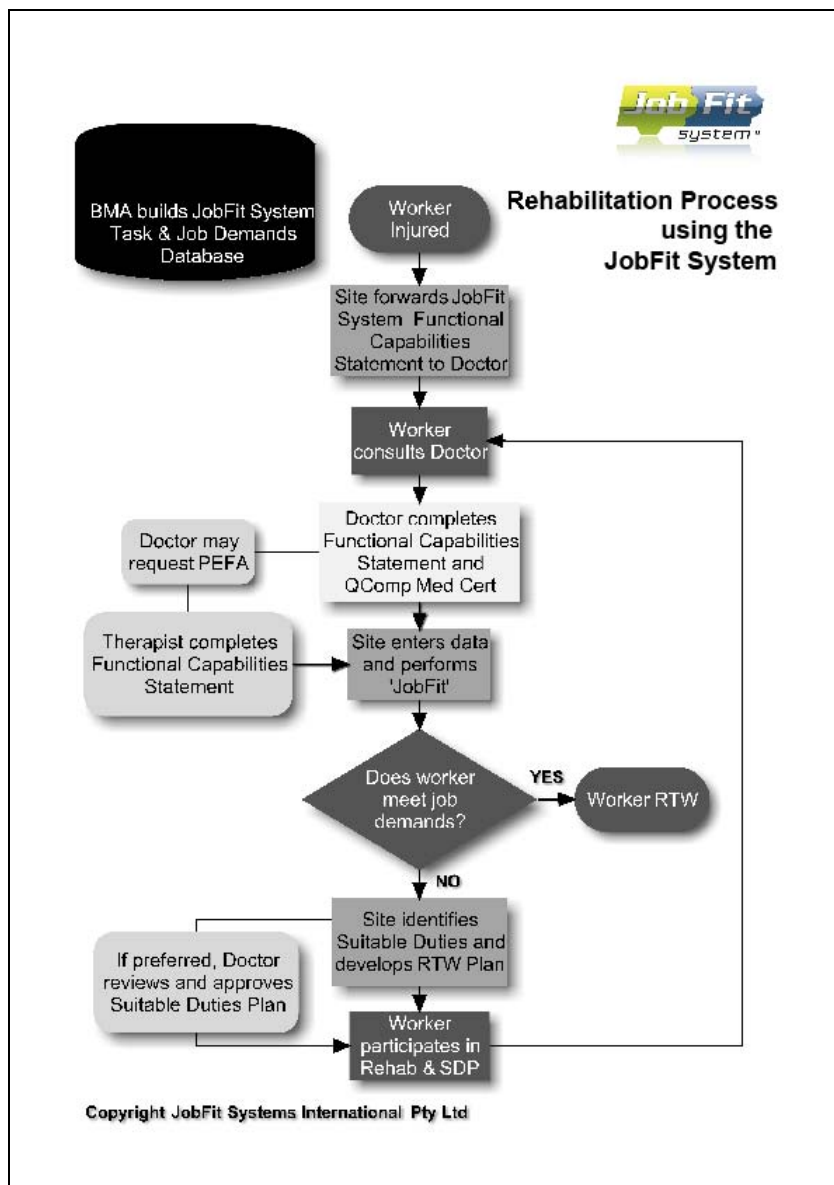 Job Fit
system™
Rehabilitation Process
using the
JobFit System
BMA builds JobFit System
Task & Job Demands
Database
Worker
Injured
Site forwards JobFit
System Functional
Capabilities
Statement to Doctor
Worker
consults Doctor
Doctor completes
Functional Capabilities
Statement and
QComp Med Cert
Doctor may
request PEFA
Therapist completes
Functional Capabilities
Statement
Site enters data
and performs
'JobFit'
Does worker
meet job
demands?
YES
Worker RTW
NO
Site identifies
Suitable Duties and
develops RTW Plan
If preferred, Doctor
reviews and approves
Suitable Duties Plan
Worker
participates in
Rehab & SDP
Copyright JobFit Systems International Pty Ltd